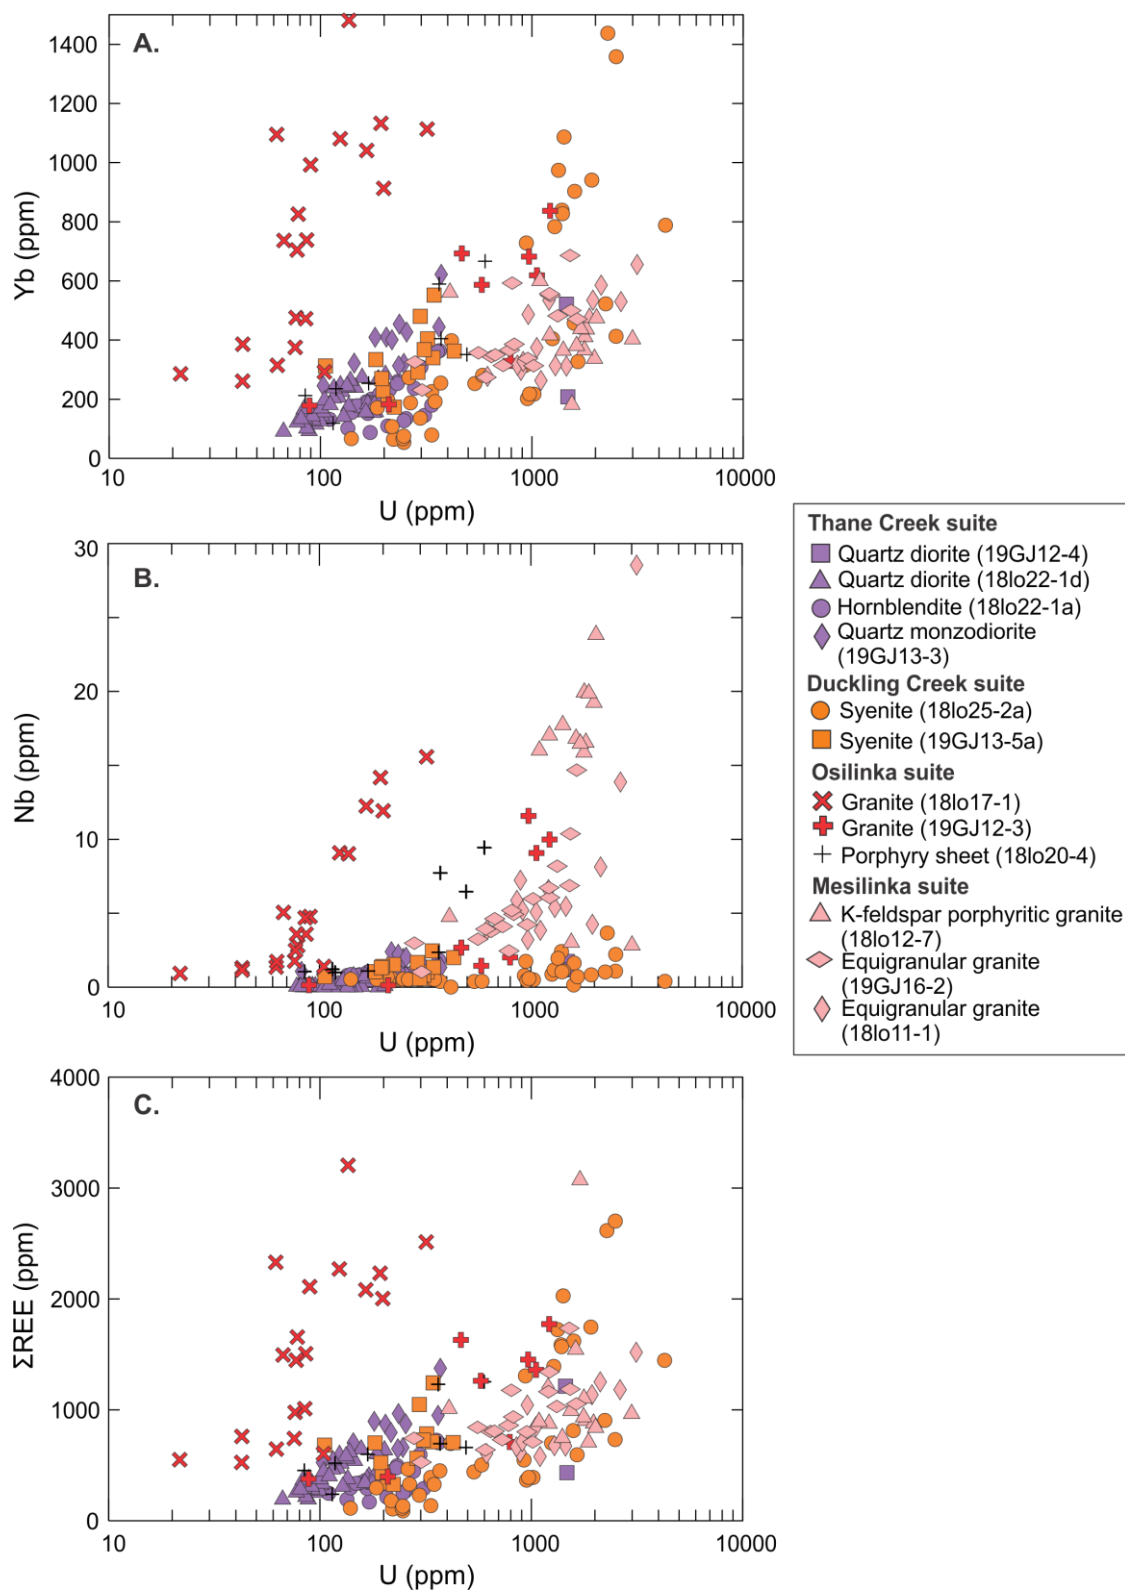 A.
1400
1200
1000
800
600
400
200
0
Yb (ppm)
10
100
1000
10000
U (ppm)
B.
30
20
10
0
Nb (ppm)
10
100
1000
10000
U (ppm)
C.
4000
3000
2000
1000
0
ΣREE (ppm)
10
100
1000
10000
U (ppm)
Thane Creek suite
Quartz diorite (19GJ12-4)
Quartz diorite (18lo22-1d)
Hornblendite (18lo22-1a)
Quartz monzodiorite
(19GJ13-3)
Duckling Creek suite
Syenite (18lo25-2a)
Syenite (19GJ13-5a)
Osilinka suite
Granite (18lo17-1)
Granite (19GJ12-3)
Porphyry sheet (18lo20-4)
Mesilinka suite
K-feldspar porphyritic granite
(18lo12-7)
Equigranular granite
(19GJ16-2)
Equigranular granite
(18lo11-1)